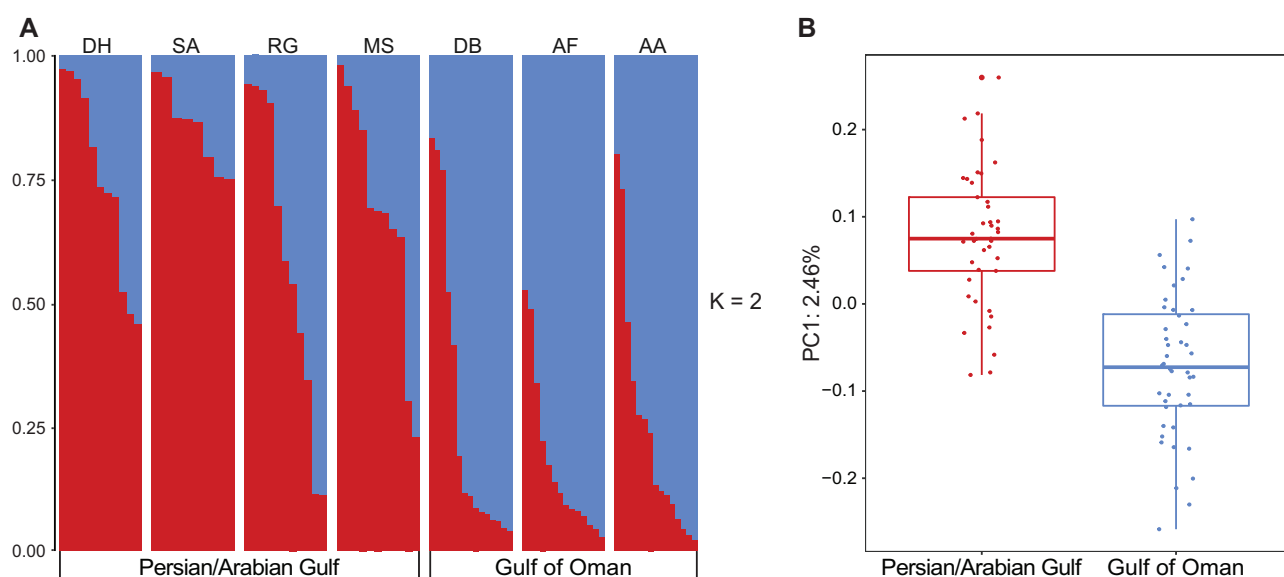 A
DH SA RG MS DB AF AA
1.00
0.75
0.50
0.25
0.00
K = 2
Persian/Arabian Gulf Gulf of Oman
B
0.2
0.1
0.0
−0.1
−0.2
PC1: 2.46%
Persian/Arabian Gulf Gulf of Oman